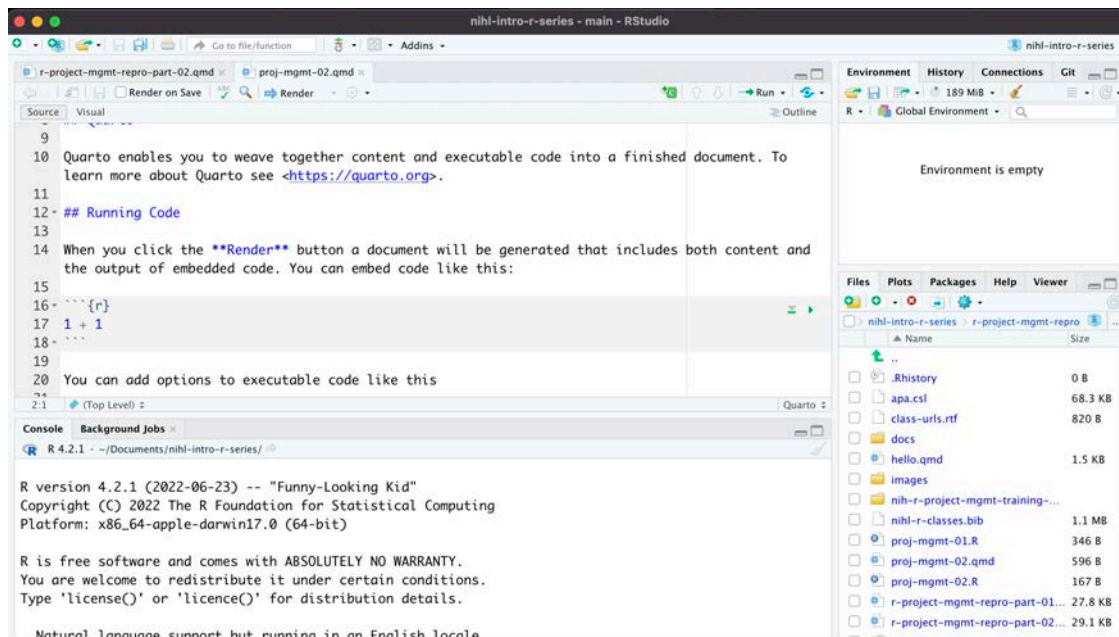 nihl-intro-r-series - main - RStudio
Go to file/function
Addins
nihl-intro-r-series
r-project-mgmt-repro-part-02.qmd
proj-mgmt-02.qmd
Render on Save
Render
Run
Source
Visual
Outline
9
10 Quarto enables you to weave together content and executable code into a finished document. To
learn more about Quarto see <https://quarto.org>.
11
12 ## Running Code
13
14 When you click the **Render** button a document will be generated that includes both content and
the output of embedded code. You can embed code like this:
15
16 ```{r}
17 1 + 1
18 ```
19
20 You can add options to executable code like this
21
2:1 (Top Level) Quarto
Console Background Jobs
R 4.2.1 · ~/Documents/nihl-intro-r-series/
R version 4.2.1 (2022-06-23) -- "Funny-Looking Kid"
Copyright (C) 2022 The R Foundation for Statistical Computing
Platform: x86_64-apple-darwin17.0 (64-bit)
R is free software and comes with ABSOLUTELY NO WARRANTY.
You are welcome to redistribute it under certain conditions.
Type 'license()' or 'licence()' for distribution details.
Natural language support but running in an English locale
Environment History Connections Git
189 MiB
R Global Environment
Environment is empty
Files Plots Packages Help Viewer
nihl-intro-r-series r-project-mgmt-repro ...
Name Size
..
.Rhistory 0 B
apa.csl 68.3 KB
class-urls.rtf 820 B
docs
hello.qmd 1.5 KB
images
nih-r-project-mgmt-training-...
nihl-r-classes.bib 1.1 MB
proj-mgmt-01.R 346 B
proj-mgmt-02.qmd 596 B
proj-mgmt-02.R 167 B
r-project-mgmt-repro-part-01... 27.8 KB
r-project-mgmt-repro-part-02... 29.1 KB